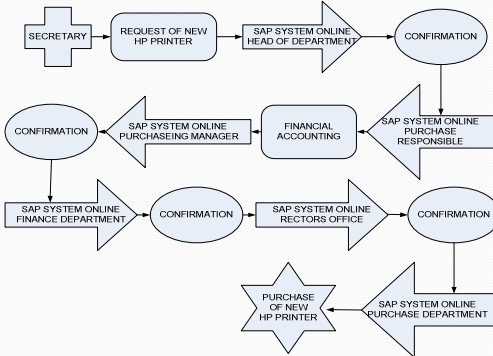 SECRETARY
REQUEST OF NEW
HP PRINTER
SAP SYSTEM ONLINE
HEAD OF DEPARTMENT
CONFIRMATION
SAP SYSTEM ONLINE
PURCHASE
RESPONSIBLE
FINANCIAL
ACCOUNTING
SAP SYSTEM ONLINE
PURCHASEING MANAGER
CONFIRMATION
SAP SYSTEM ONLINE
FINANCE DEPARTMENT
CONFIRMATION
SAP SYSTEM ONLINE
RECTORS OFFICE
CONFIRMATION
SAP SYSTEM ONLINE
PURCHASE DEPARTMENT
PURCHASE
OF NEW
HP PRINTER